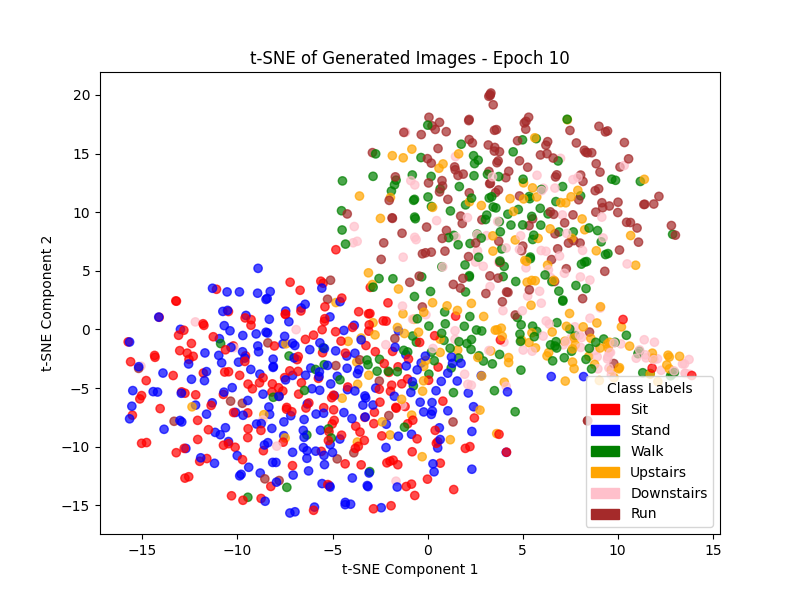 t-SNE of Generated Images - Epoch 10
t-SNE Component 2
20
15
10
5
0
−5
−10
−15
Class Labels
Sit
Stand
Walk
Upstairs
Downstairs
Run
−15 −10 −5 0 5 10 15
t-SNE Component 1